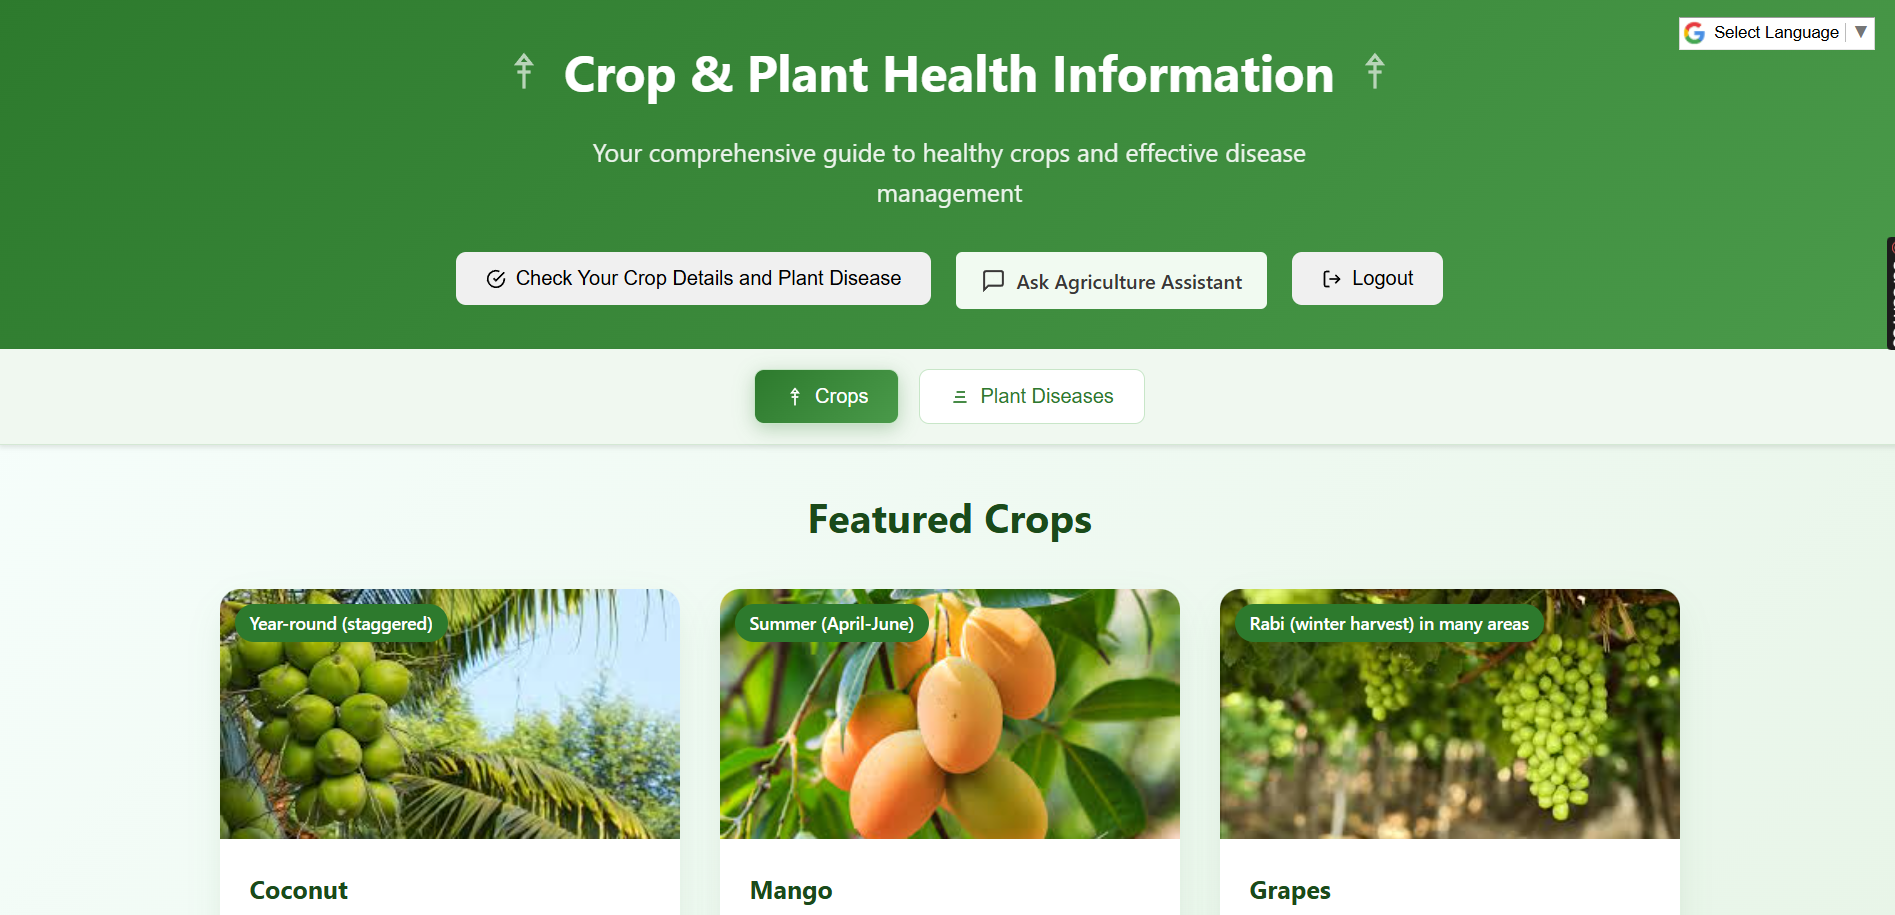 Select Language
Crop & Plant Health Information
Your comprehensive guide to healthy crops and effective disease
management
Check Your Crop Details and Plant Disease
Ask Agriculture Assistant
Logout
Crops
Plant Diseases
Featured Crops
Year-round (staggered)
Summer (April-June)
Rabi (winter harvest) in many areas
Coconut
Mango
Grapes